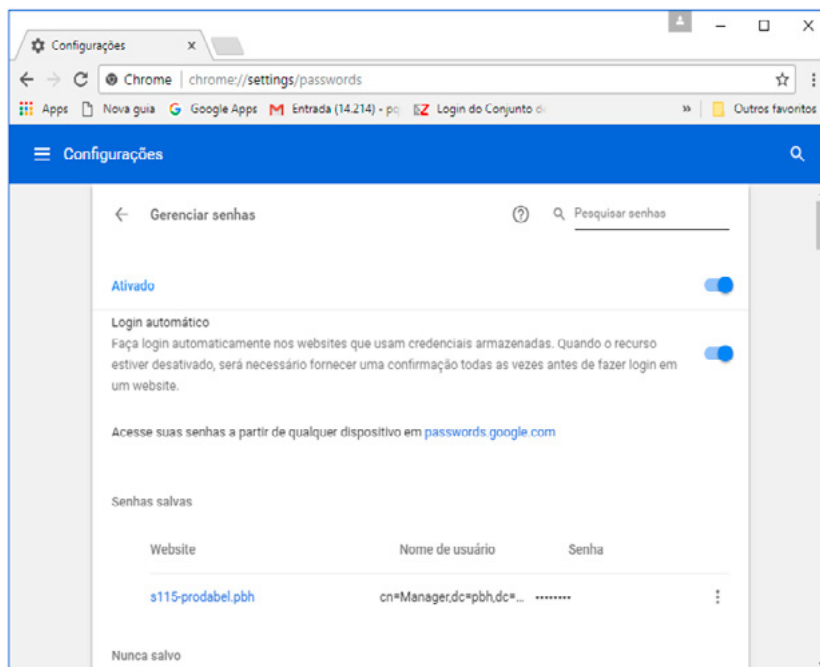 Configurações
Chrome | chrome://settings/passwords
Apps Nova guia Google Apps Entrada (14.214) - pq Login do Conjunto de » Outros favoritos
Configurações
Gerenciar senhas Pesquisar senhas
Ativado
Login automático
Faça login automaticamente nos websites que usam credenciais armazenadas. Quando o recurso
estiver desativado, será necessário fornecer uma confirmação todas as vezes antes de fazer login em
um website.
Acesse suas senhas a partir de qualquer dispositivo em passwords.google.com
Senhas salvas
Website Nome de usuário Senha
s115-prodabel.pbh cn=Manager,dc=pbh,dc=... ••••••••
Nunca salvo